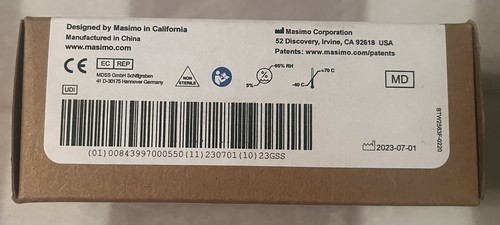 Designed by Masimo in California
Manufactured in China
www.masimo.com
Masimo Corporation
52 Discovery, Irvine, CA 92618 USA
Patents: www.masimo.com/patents
CE
EC REP
MDSS GmbH Schiffgraben
41 D-30175 Hannover Germany
NON STERILE
5%
95% RH
-40 C
+70 C
MD
UDI
(01)00843997000550(11)230701(10)23GSS
2023-07-01